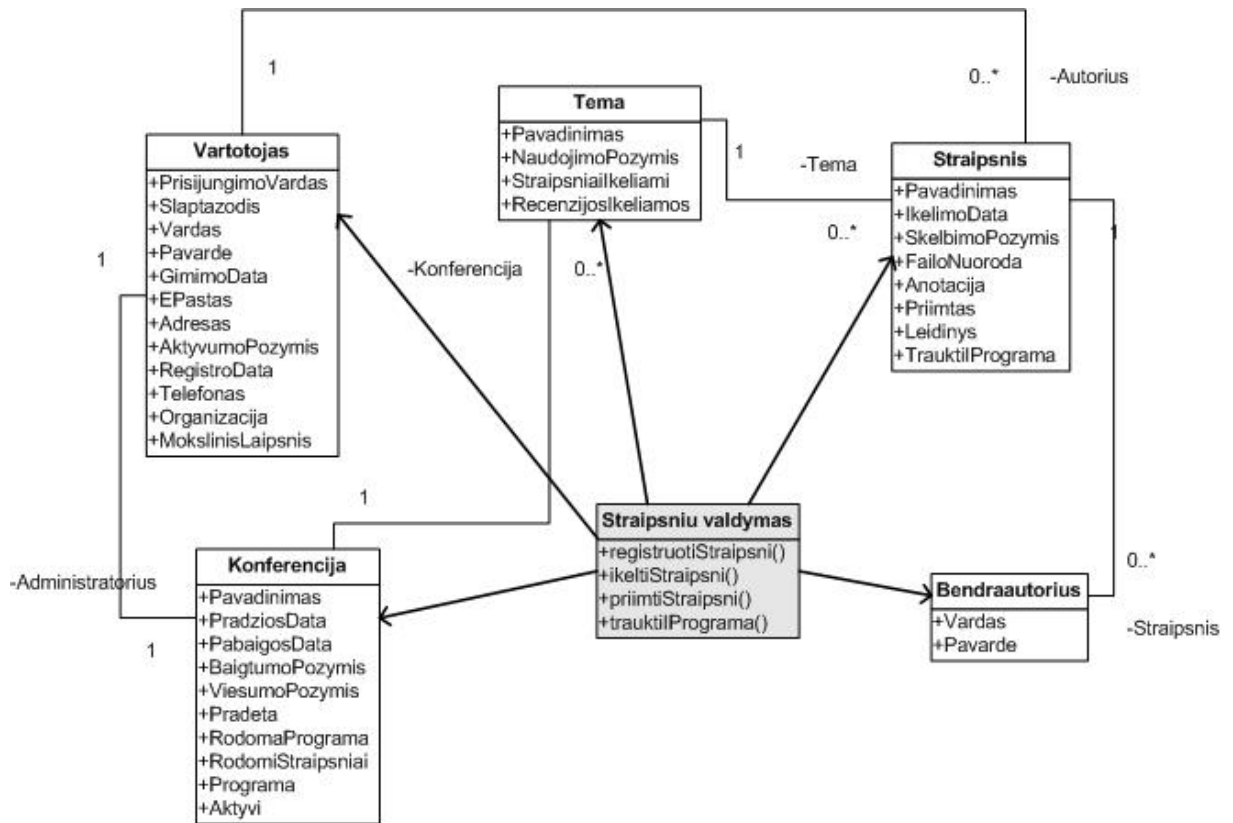 1
0..*
-Autorius
Vartotojas
+PrisijungimoVardas
+Slaptazodis
+Vardas
+Pavarde
+GimimoData
+EPastas
+Adresas
+AktyvumoPozymis
+RegistroData
+Telefonas
+Organizacija
+MokslinisLaipsnis
Tema
+Pavadinimas
+NaudojimoPozymis
+StraipsniaiIkeliami
+RecenzijosIkeliamos
1
-Tema
0..*
Straipsnis
+Pavadinimas
+IkelimoData
+SkelbimoPozymis
+FailoNuoroda
+Anotacija
+Priimtas
+Leidinys
+TrauktiIPrograma
1
1
-Konferencija
0..*
1
Straipsniu valdymas
+registruotiStraipsni()
+ikeltiStraipsni()
+priimtiStraipsni()
+trauktiIPrograma()
-Administratorius
1
Konferencija
+Pavadinimas
+PradziosData
+PabaigosData
+BaigtumoPozymis
+ViesumoPozymis
+Pradeta
+RodomaPrograma
+RodomiStraipsniai
+Programa
+Aktyvi
0..*
Bendraautorius
+Vardas
+Pavarde
-Straipsnis